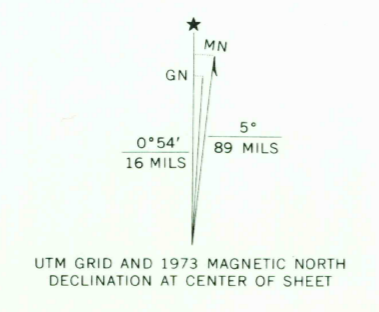 ★
MN
GN
0°54′
16 MILS
5°
89 MILS
UTM GRID AND 1973 MAGNETIC NORTH
DECLINATION AT CENTER OF SHEET